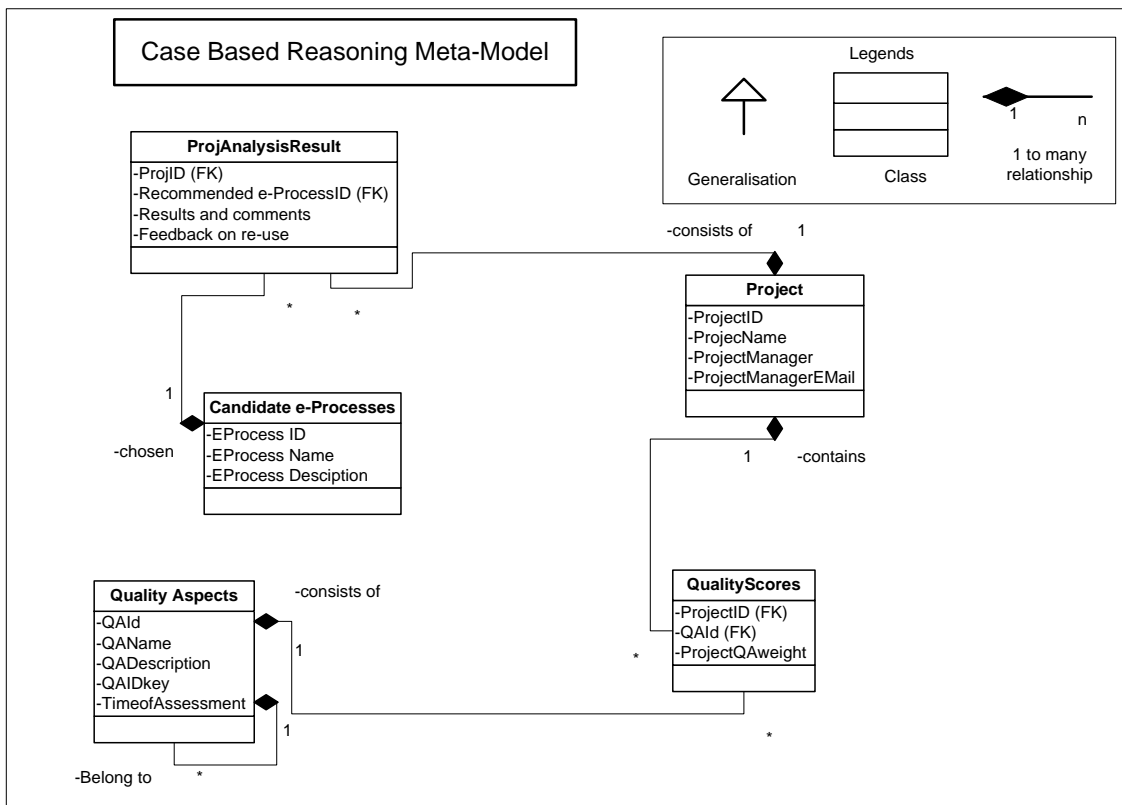 Case Based Reasoning Meta-Model
Legends
Generalisation
Class
1
n
1 to many
relationship
ProjAnalysisResult
-ProjID (FK)
-Recommended e-ProcessID (FK)
-Results and comments
-Feedback on re-use
-consists of
1
*
*
Project
-ProjectID
-ProjecName
-ProjectManager
-ProjectManagerEMail
1
-chosen
Candidate e-Processes
-EProcess ID
-EProcess Name
-EProcess Desciption
1
-contains
Quality Aspects
-QAId
-QAName
-QADescription
-QAIDkey
-TimeofAssessment
-consists of
1
1
-Belong to
*
QualityScores
-ProjectID (FK)
-QAId (FK)
-ProjectQAweight
*
*